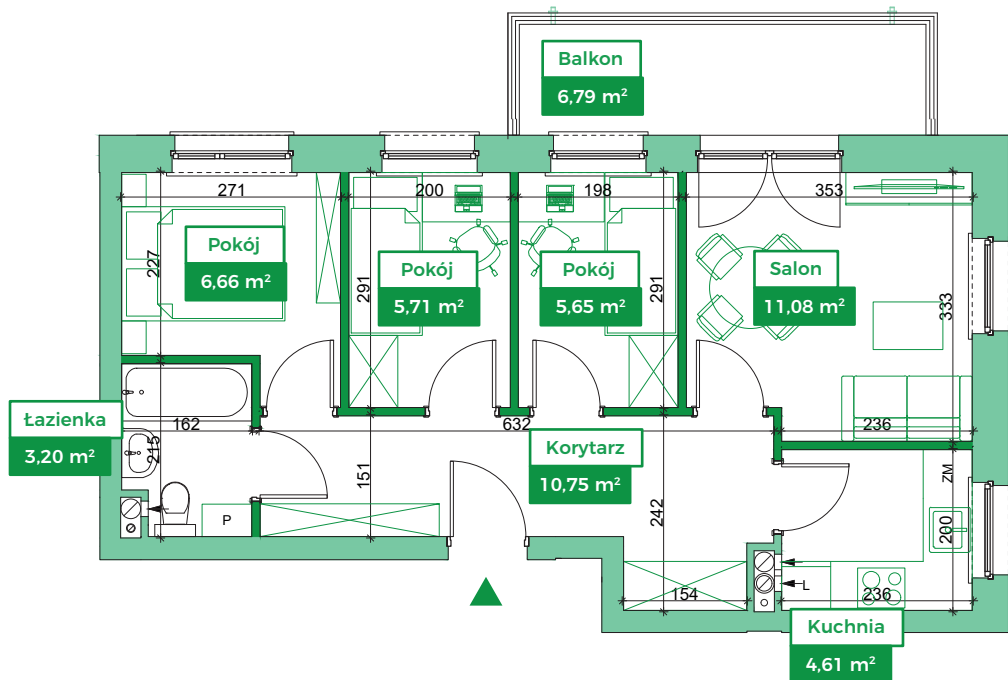 Balkon
6,79 m²
271
200
198
353
Pokój
6,66 m²
227
Pokój
5,71 m²
291
Pokój
5,65 m²
291
Salon
11,08 m²
333
Łazienka
3,20 m²
162
215
632
236
Korytarz
10,75 m²
151
242
ZM
200
P
L
154
236
Kuchnia
4,61 m²